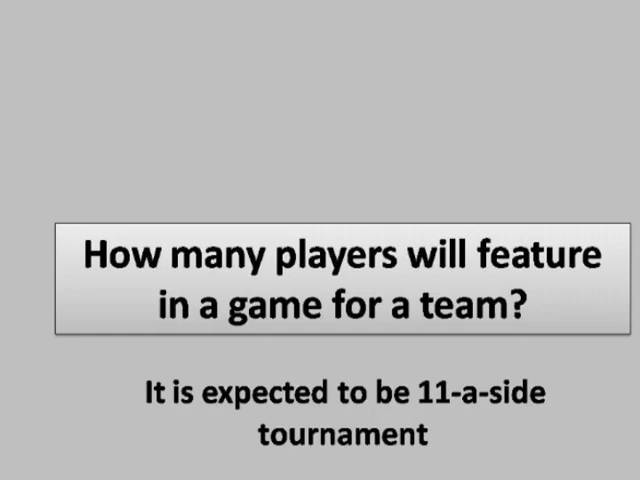 How many players will feature
in a game for a team?
It is expected to be 11-a-side
tournament